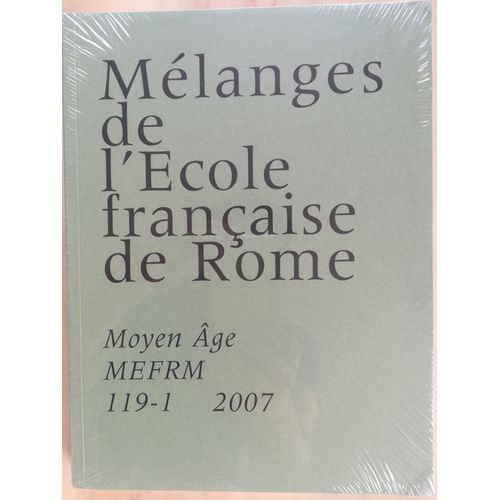 Mélanges
de
l'Ecole
française
de Rome
Moyen Âge
MEFRM
119-1 2007